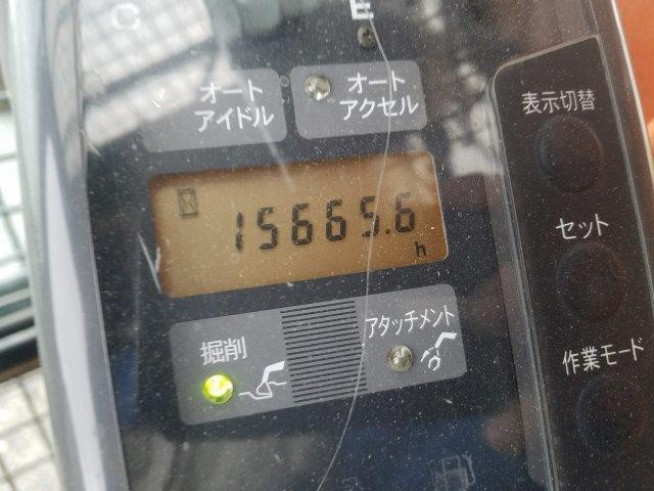 C
E
オート
アイドル
オート
アクセル
表示切替
15665.6
h
セット
掘削
アタッチメント
作業モード